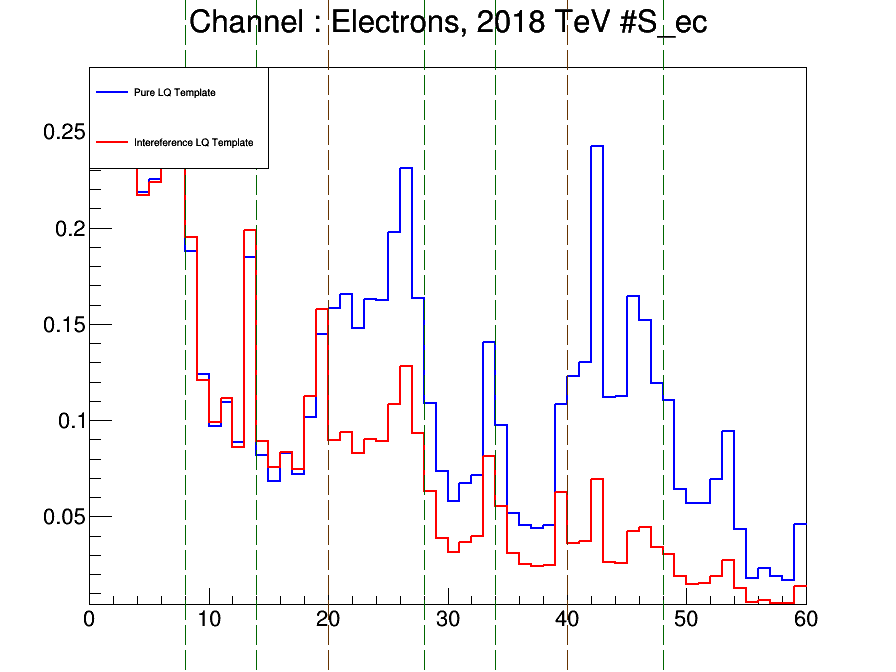 Channel : Electrons, 2018 TeV #S_ec
Pure LQ Template
Intereference LQ Template
0.25
0.2
0.15
0.1
0.05
0 10 20 30 40 50 60